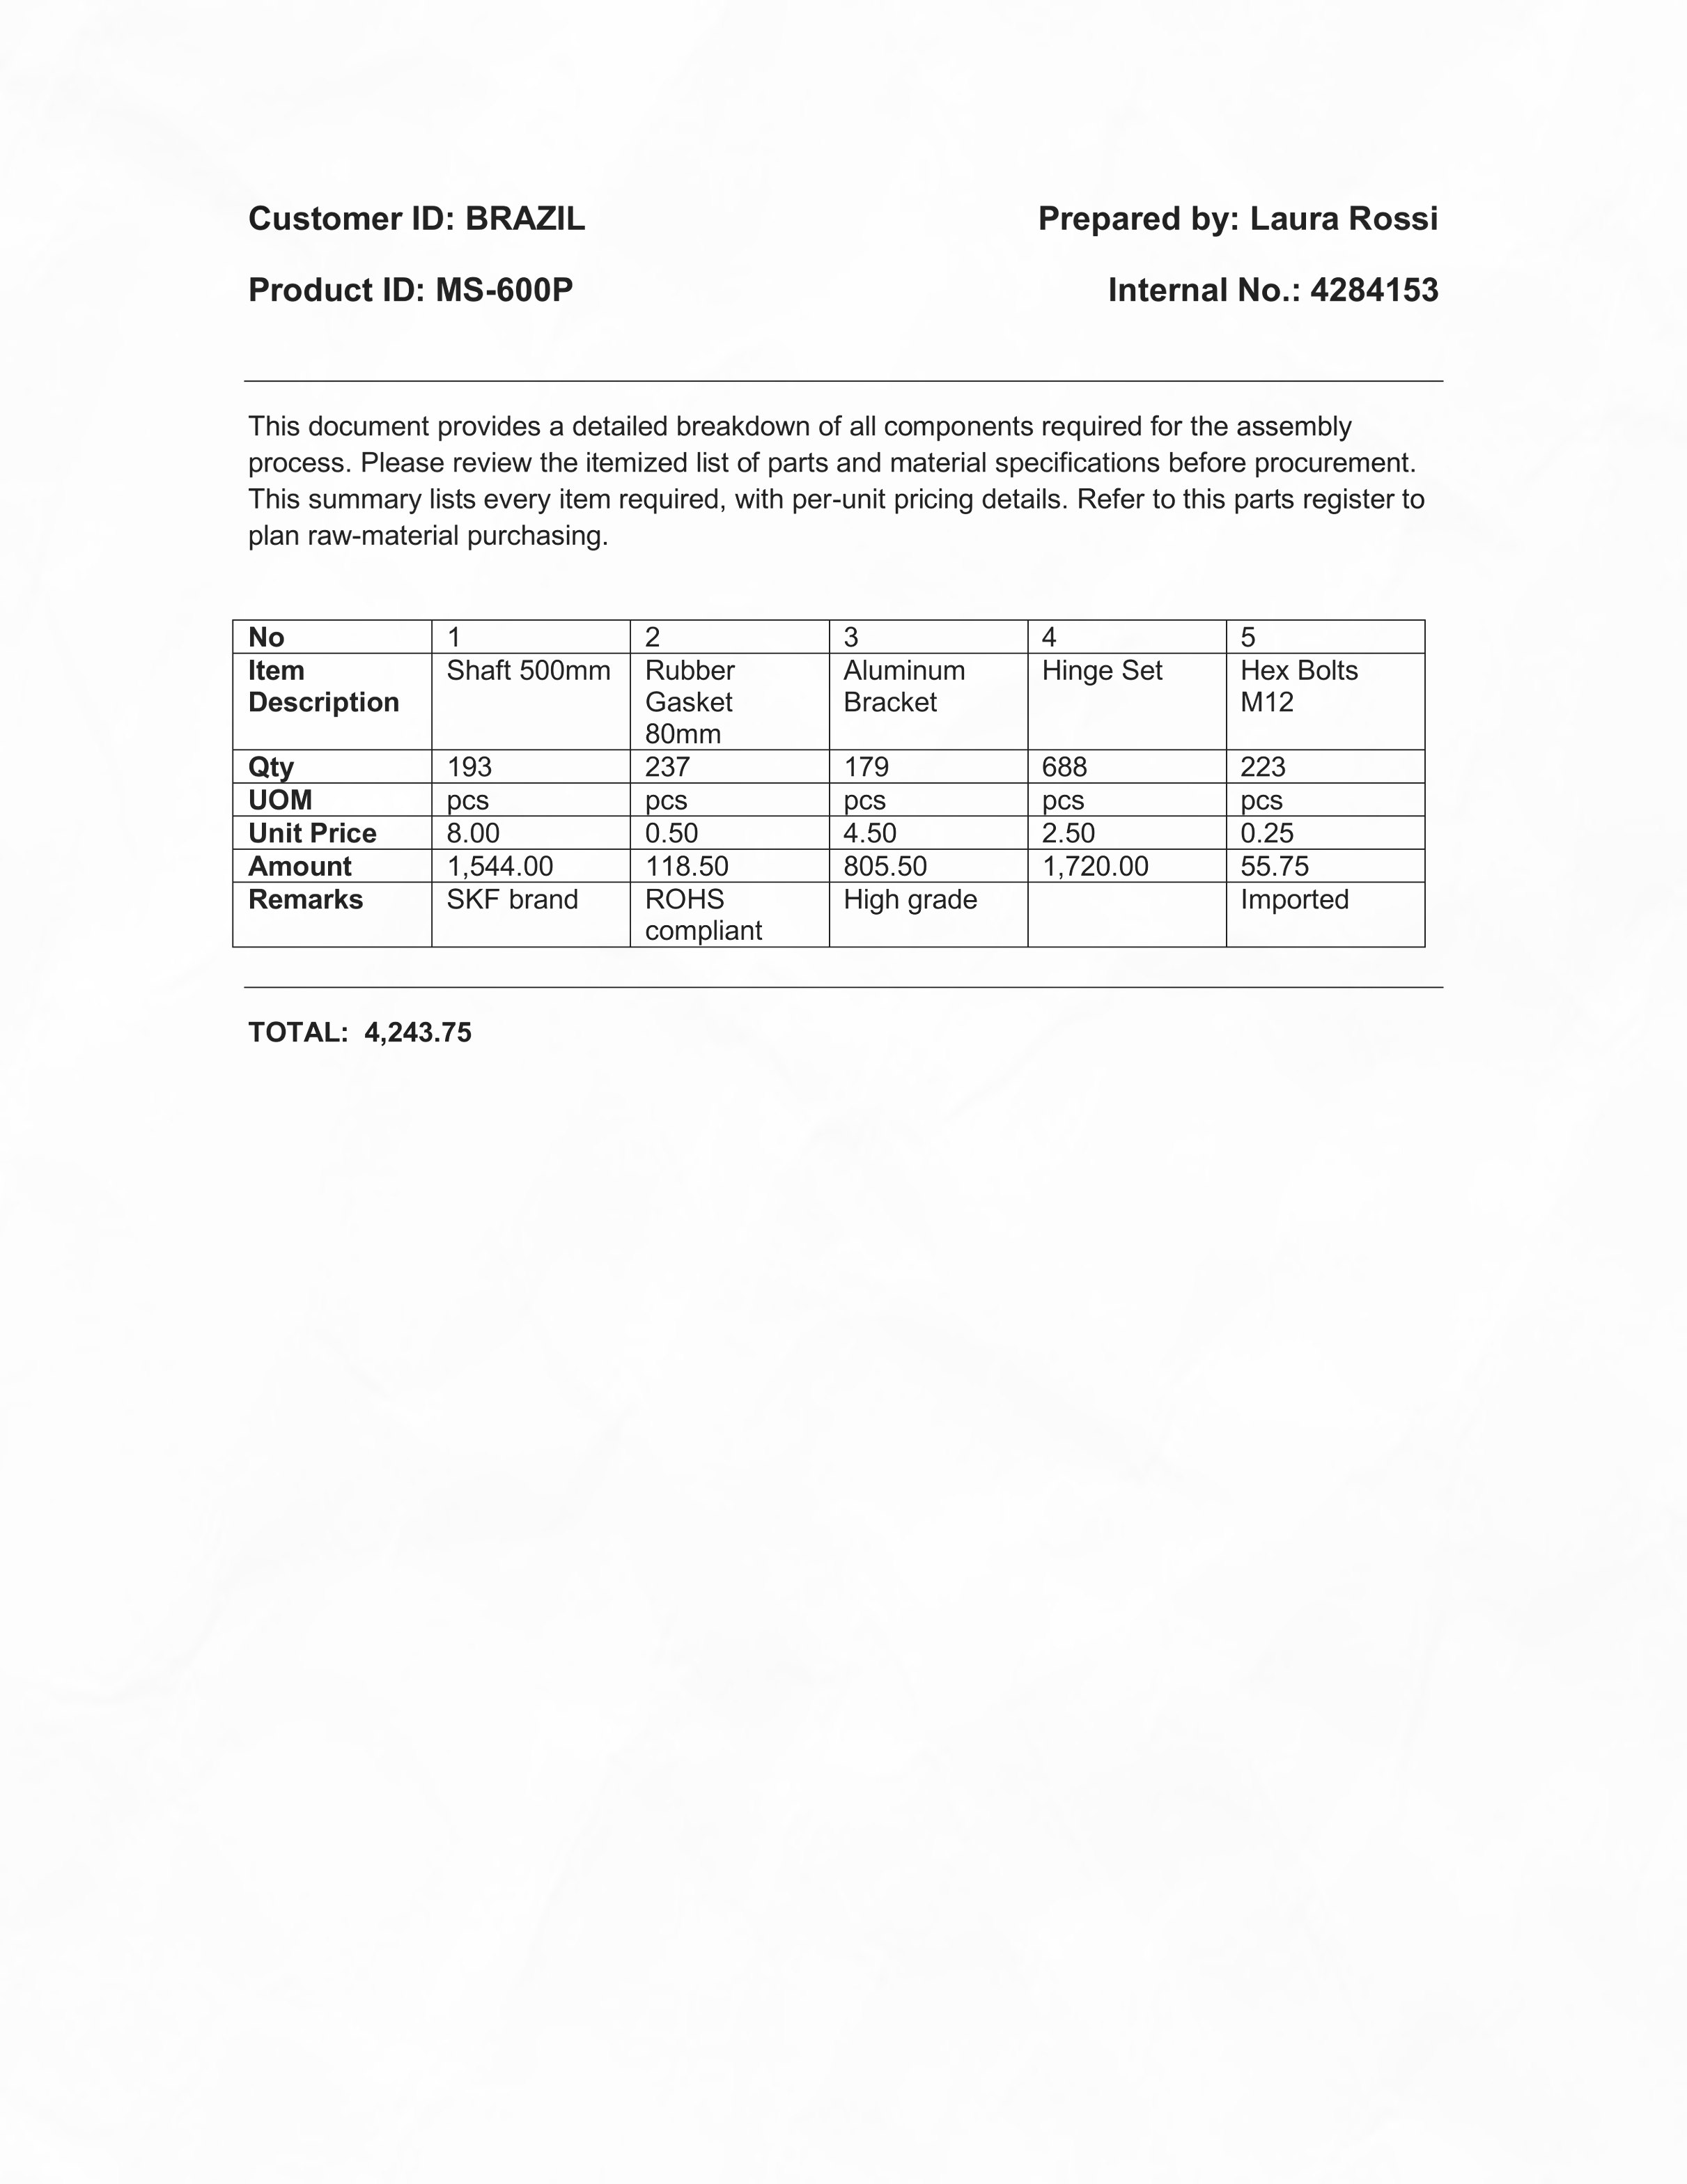 Customer ID: BRAZIL Prepared by: Laura Rossi
Product ID: MS-600P Internal No.: 4284153
This document provides a detailed breakdown of all components required for the assembly
process. Please review the itemized list of parts and material specifications before procurement.
This summary lists every item required, with per-unit pricing details. Refer to this parts register to
plan raw-material purchasing.
No 1 2 3 4 5
Item Shaft 500mm Rubber Aluminum Hinge Set Hex Bolts
Description Gasket Bracket M12
80mm
Qty 193 237 179 688 223
UOM pcs pcs pcs pcs pcs
Unit Price 8.00 0.50 4.50 2.50 0.25
Amount 1,544.00 118.50 805.50 1,720.00 55.75
Remarks SKF brand ROHS High grade Imported
compliant
TOTAL: 4,243.75